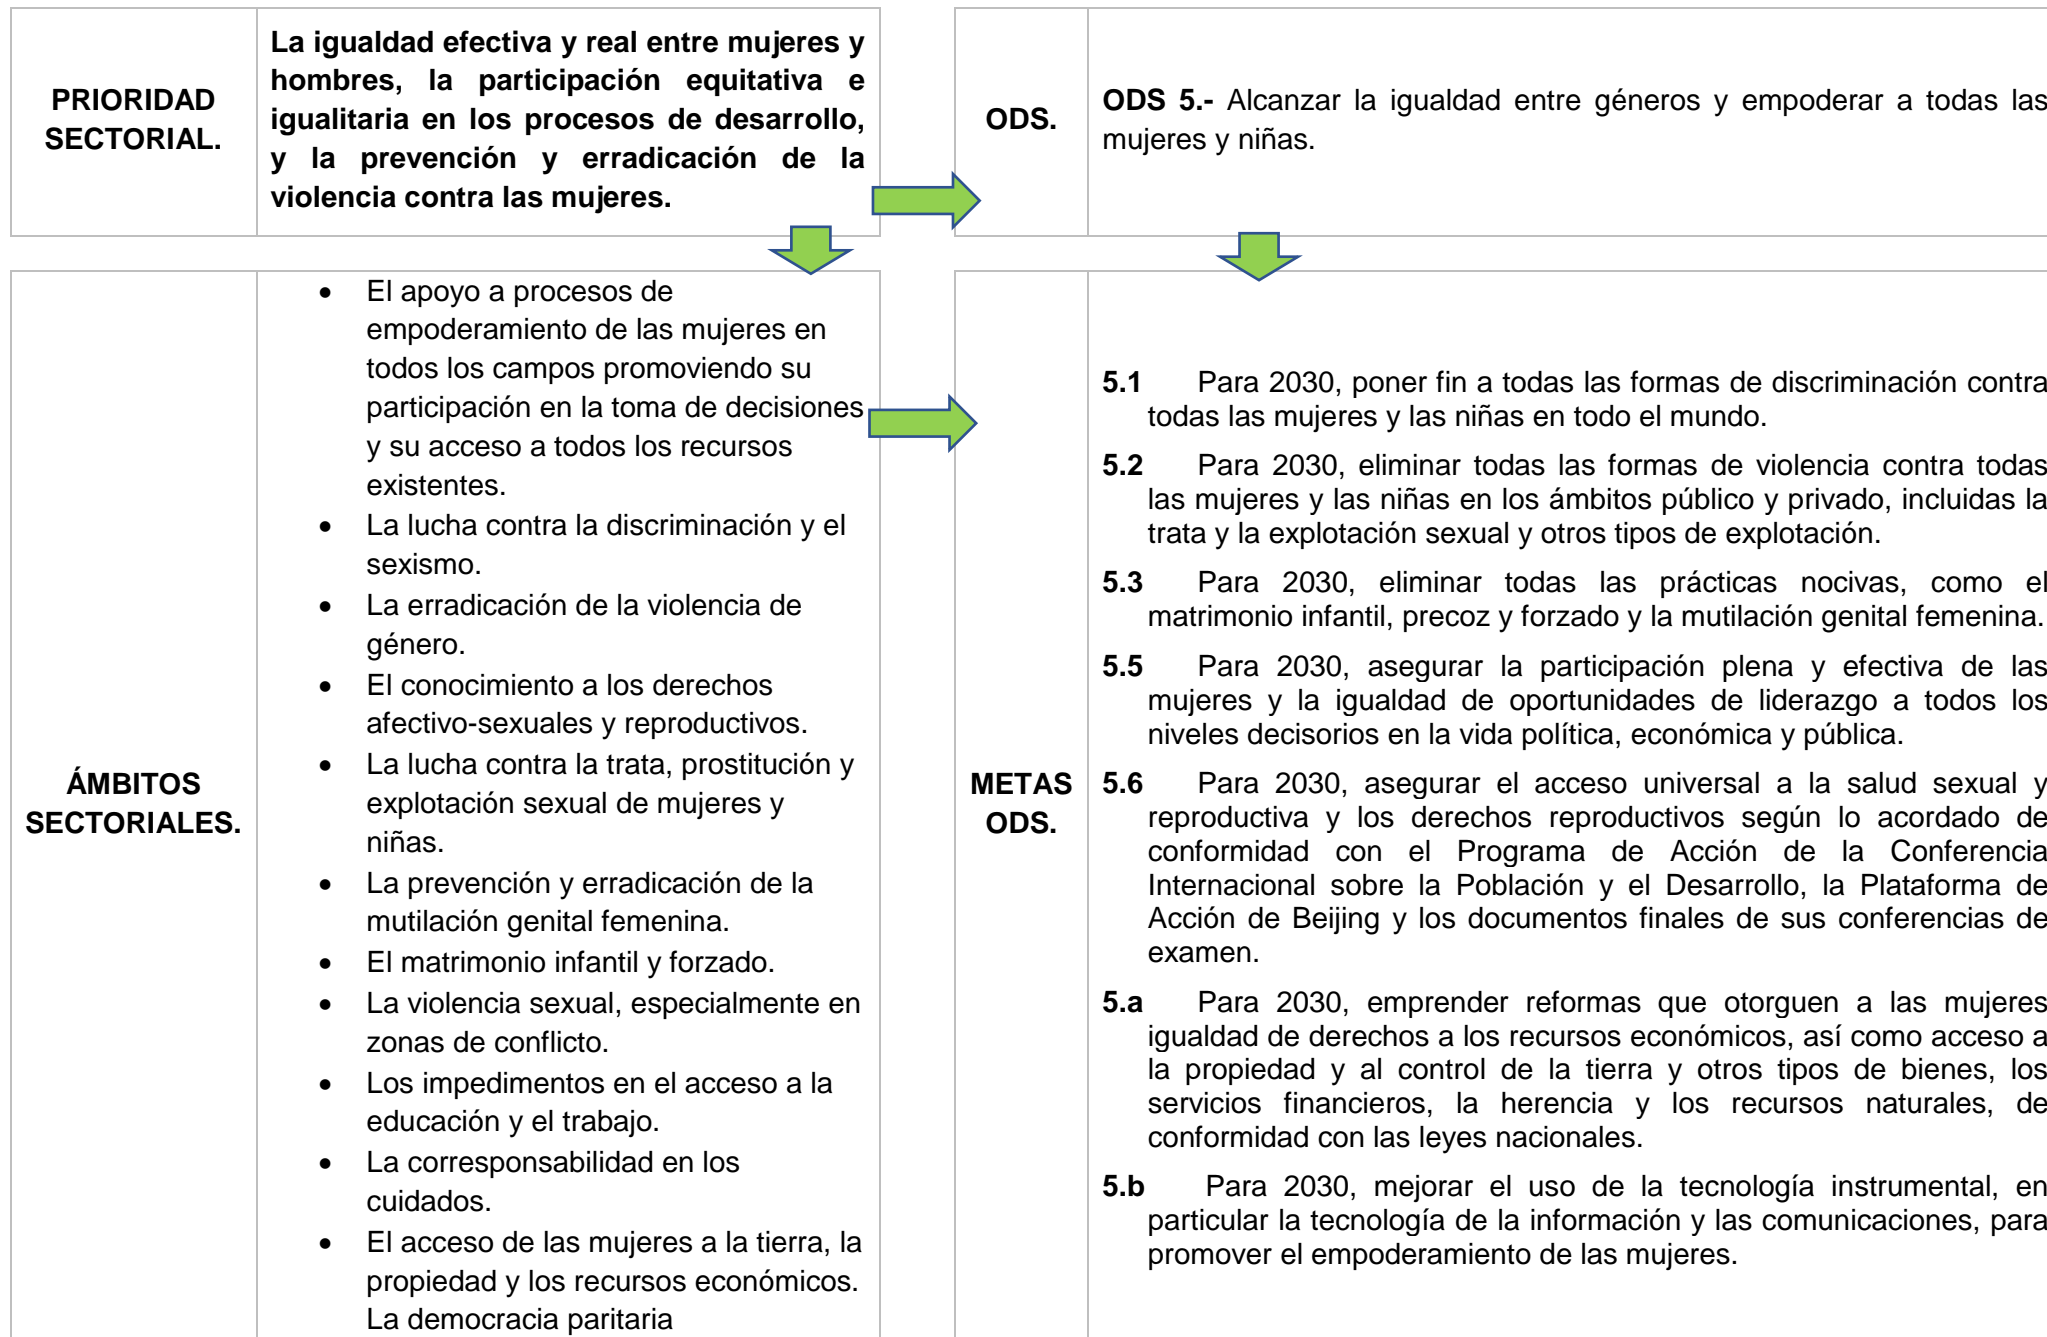 PRIORIDAD
SECTORIAL.
La igualdad efectiva y real entre mujeres y
hombres, la participación equitativa e
igualitaria en los procesos de desarrollo,
y la prevención y erradicación de la
violencia contra las mujeres.
ODS.
ODS 5.- Alcanzar la igualdad entre géneros y empoderar a todas las
mujeres y niñas.
ÁMBITOS
SECTORIALES.
• El apoyo a procesos de
empoderamiento de las mujeres en
todos los campos promoviendo su
participación en la toma de decisiones
y su acceso a todos los recursos
existentes.
• La lucha contra la discriminación y el
sexismo.
• La erradicación de la violencia de
género.
• El conocimiento a los derechos
afectivo-sexuales y reproductivos.
• La lucha contra la trata, prostitución y
explotación sexual de mujeres y
niñas.
• La prevención y erradicación de la
mutilación genital femenina.
• El matrimonio infantil y forzado.
• La violencia sexual, especialmente en
zonas de conflicto.
• Los impedimentos en el acceso a la
educación y el trabajo.
• La corresponsabilidad en los
cuidados.
• El acceso de las mujeres a la tierra, la
propiedad y los recursos económicos.
La democracia paritaria
METAS
ODS.
5.1 Para 2030, poner fin a todas las formas de discriminación contra
todas las mujeres y las niñas en todo el mundo.
5.2 Para 2030, eliminar todas las formas de violencia contra todas
las mujeres y las niñas en los ámbitos público y privado, incluidas la
trata y la explotación sexual y otros tipos de explotación.
5.3 Para 2030, eliminar todas las prácticas nocivas, como el
matrimonio infantil, precoz y forzado y la mutilación genital femenina.
5.5 Para 2030, asegurar la participación plena y efectiva de las
mujeres y la igualdad de oportunidades de liderazgo a todos los
niveles decisorios en la vida política, económica y pública.
5.6 Para 2030, asegurar el acceso universal a la salud sexual y
reproductiva y los derechos reproductivos según lo acordado de
conformidad con el Programa de Acción de la Conferencia
Internacional sobre la Población y el Desarrollo, la Plataforma de
Acción de Beijing y los documentos finales de sus conferencias de
examen.
5.a Para 2030, emprender reformas que otorguen a las mujeres
igualdad de derechos a los recursos económicos, así como acceso a
la propiedad y al control de la tierra y otros tipos de bienes, los
servicios financieros, la herencia y los recursos naturales, de
conformidad con las leyes nacionales.
5.b Para 2030, mejorar el uso de la tecnología instrumental, en
particular la tecnología de la información y las comunicaciones, para
promover el empoderamiento de las mujeres.